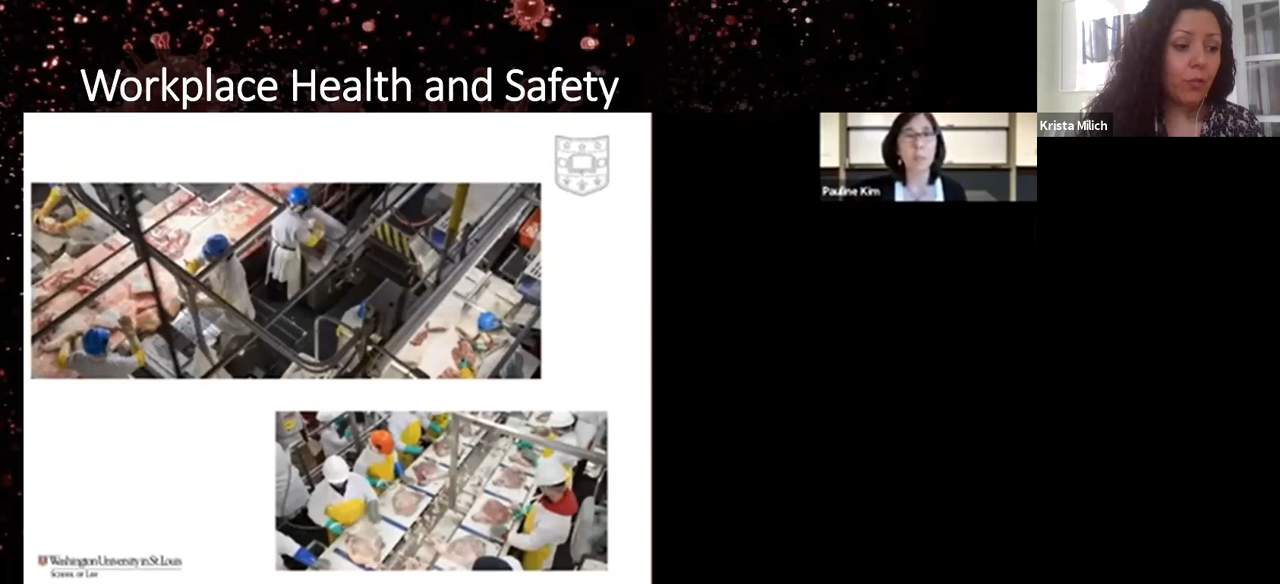 Workplace Health and Safety
Krista Milich
Pauline Kim
Washington University in St. Louis
School of Law